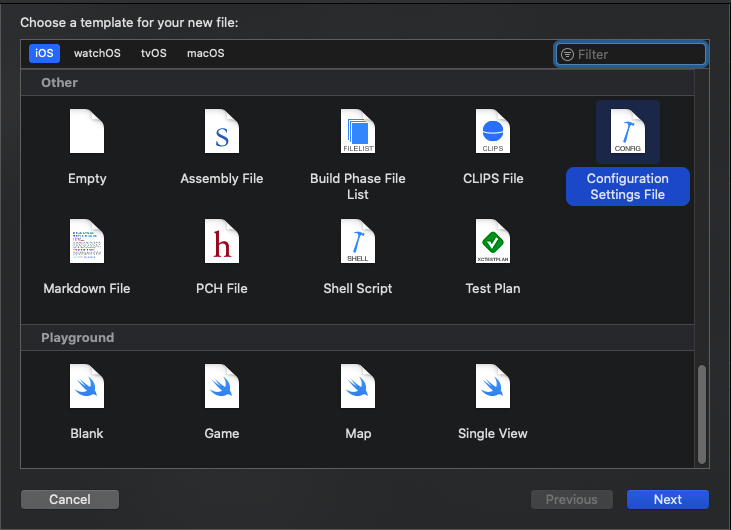 Choose a template for your new file:
iOS watchOS tvOS macOS Filter
Other
S FILELIST CLIPS CONFIG
Empty Assembly File Build Phase File List CLIPS File Configuration Settings File
h SHELL XCTESTPLAN
Markdown File PCH File Shell Script Test Plan
Playground
Blank Game Map Single View
Cancel Previous Next